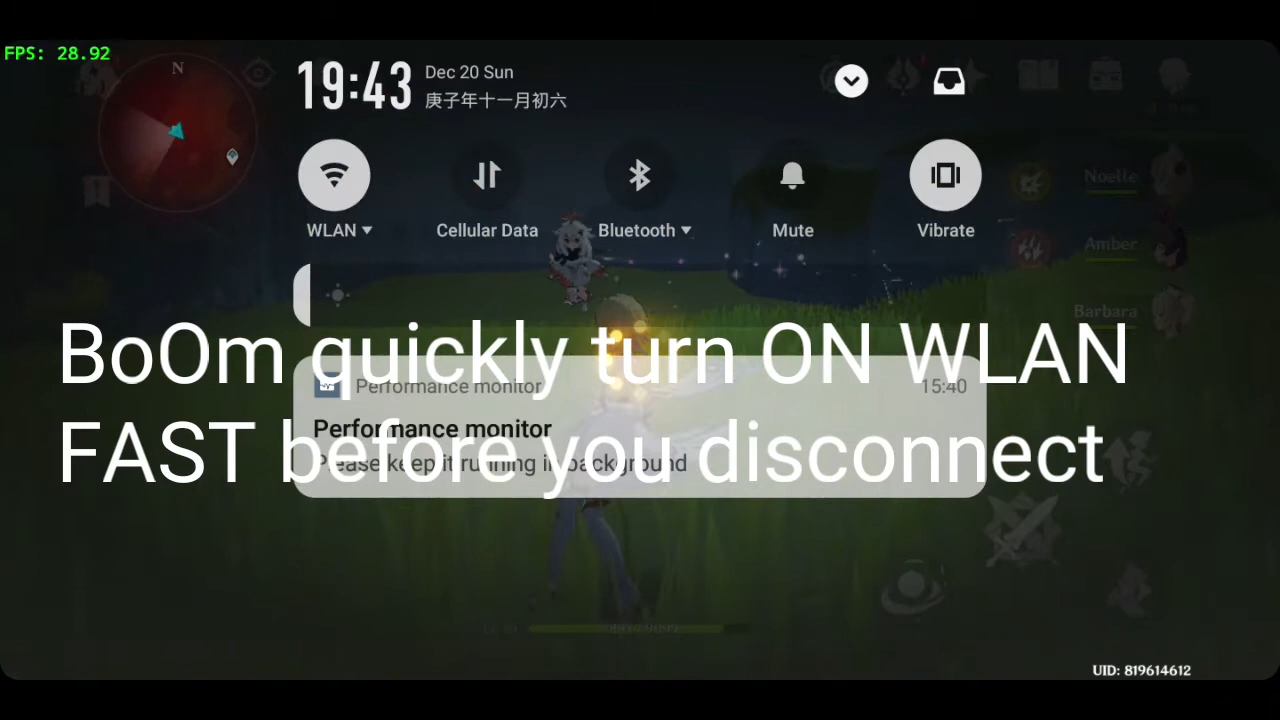 FPS: 28.92
N
19:43
Dec 20 Sun
庚子年十一月初六
WLAN
Cellular Data
Bluetooth
Mute
Vibrate
Noelle
Amber
Barbara
BoOm quickly turn ON WLAN
FAST before you disconnect
Performance monitor
15:40
Performance monitor
Please keep it running in background
UID: 819614612